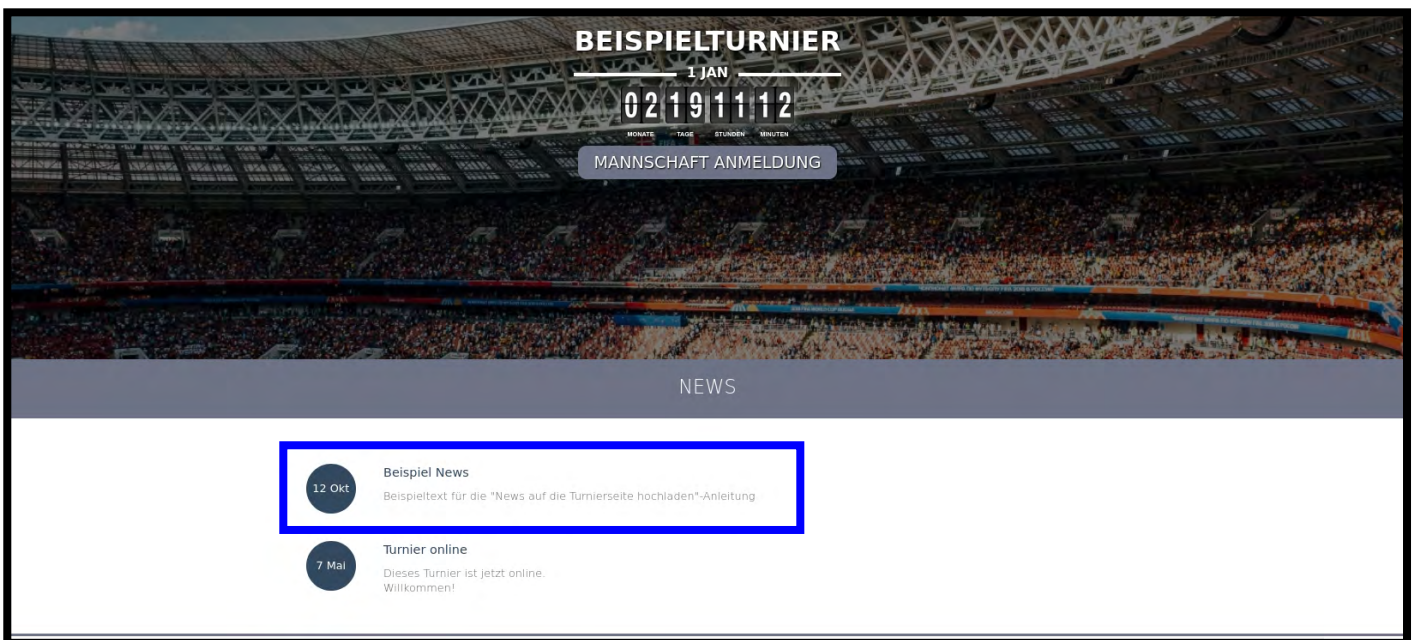 BEISPIELTURNIER
1 JAN
02 19 11 12
MONATE TAGE STUNDEN MINUTEN
MANNSCHAFT ANMELDUNG
NEWS
12 Okt
Beispiel News
Beispieltext für die "News auf die Turnierseite hochladen"-Anleitung
7 Mai
Turnier online
Dieses Turnier ist jetzt online.
Willkommen!